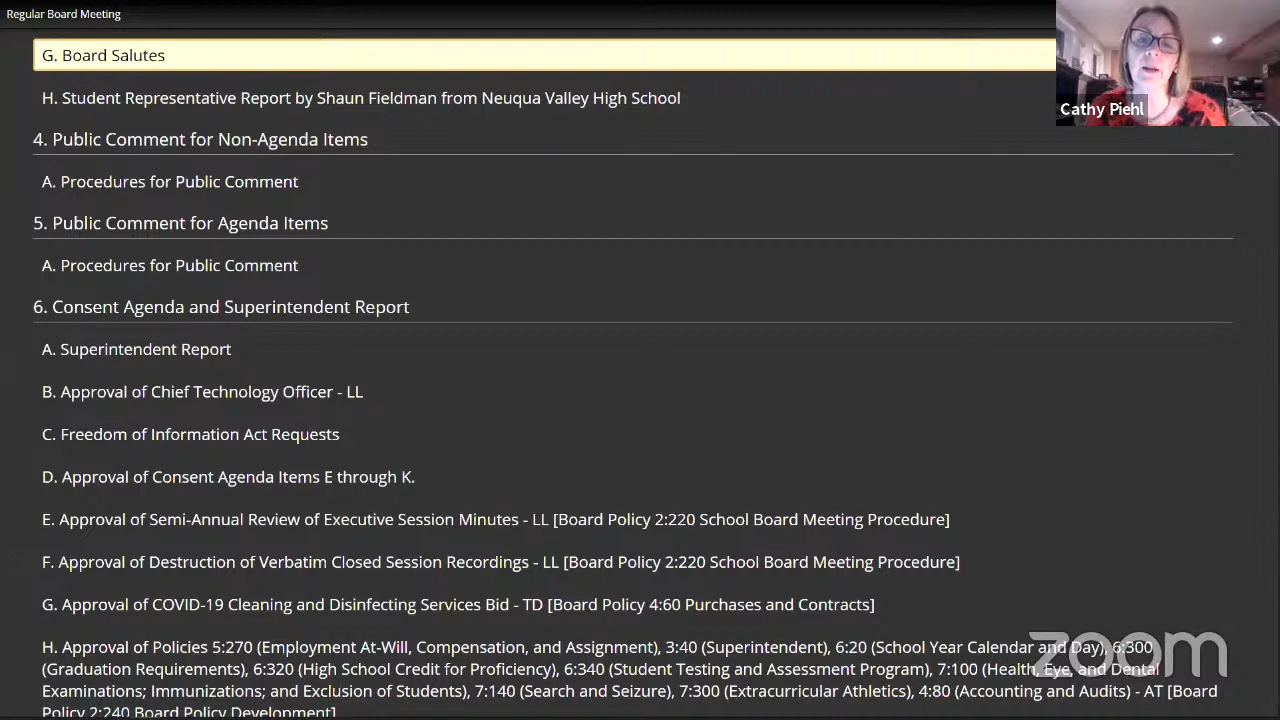 Regular Board Meeting
G. Board Salutes
H. Student Representative Report by Shaun Fieldman from Neuqua Valley High School
Cathy Piehl
4. Public Comment for Non-Agenda Items
A. Procedures for Public Comment
5. Public Comment for Agenda Items
A. Procedures for Public Comment
6. Consent Agenda and Superintendent Report
A. Superintendent Report
B. Approval of Chief Technology Officer - LL
C. Freedom of Information Act Requests
D. Approval of Consent Agenda Items E through K.
E. Approval of Semi-Annual Review of Executive Session Minutes - LL [Board Policy 2:220 School Board Meeting Procedure]
F. Approval of Destruction of Verbatim Closed Session Recordings - LL [Board Policy 2:220 School Board Meeting Procedure]
G. Approval of COVID-19 Cleaning and Disinfecting Services Bid - TD [Board Policy 4:60 Purchases and Contracts]
H. Approval of Policies 5:270 (Employment At-Will, Compensation, and Assignment), 3:40 (Superintendent), 6:20 (School Year Calendar and Day), 6:300
(Graduation Requirements), 6:320 (High School Credit for Proficiency), 6:340 (Student Testing and Assessment Program), 7:100 (Health, Eye, and Dental
Examinations; Immunizations; and Exclusion of Students), 7:140 (Search and Seizure), 7:300 (Extracurricular Athletics), 4:80 (Accounting and Audits) - AT [Board
Policy 2:240 Board Policy Development]
zoom